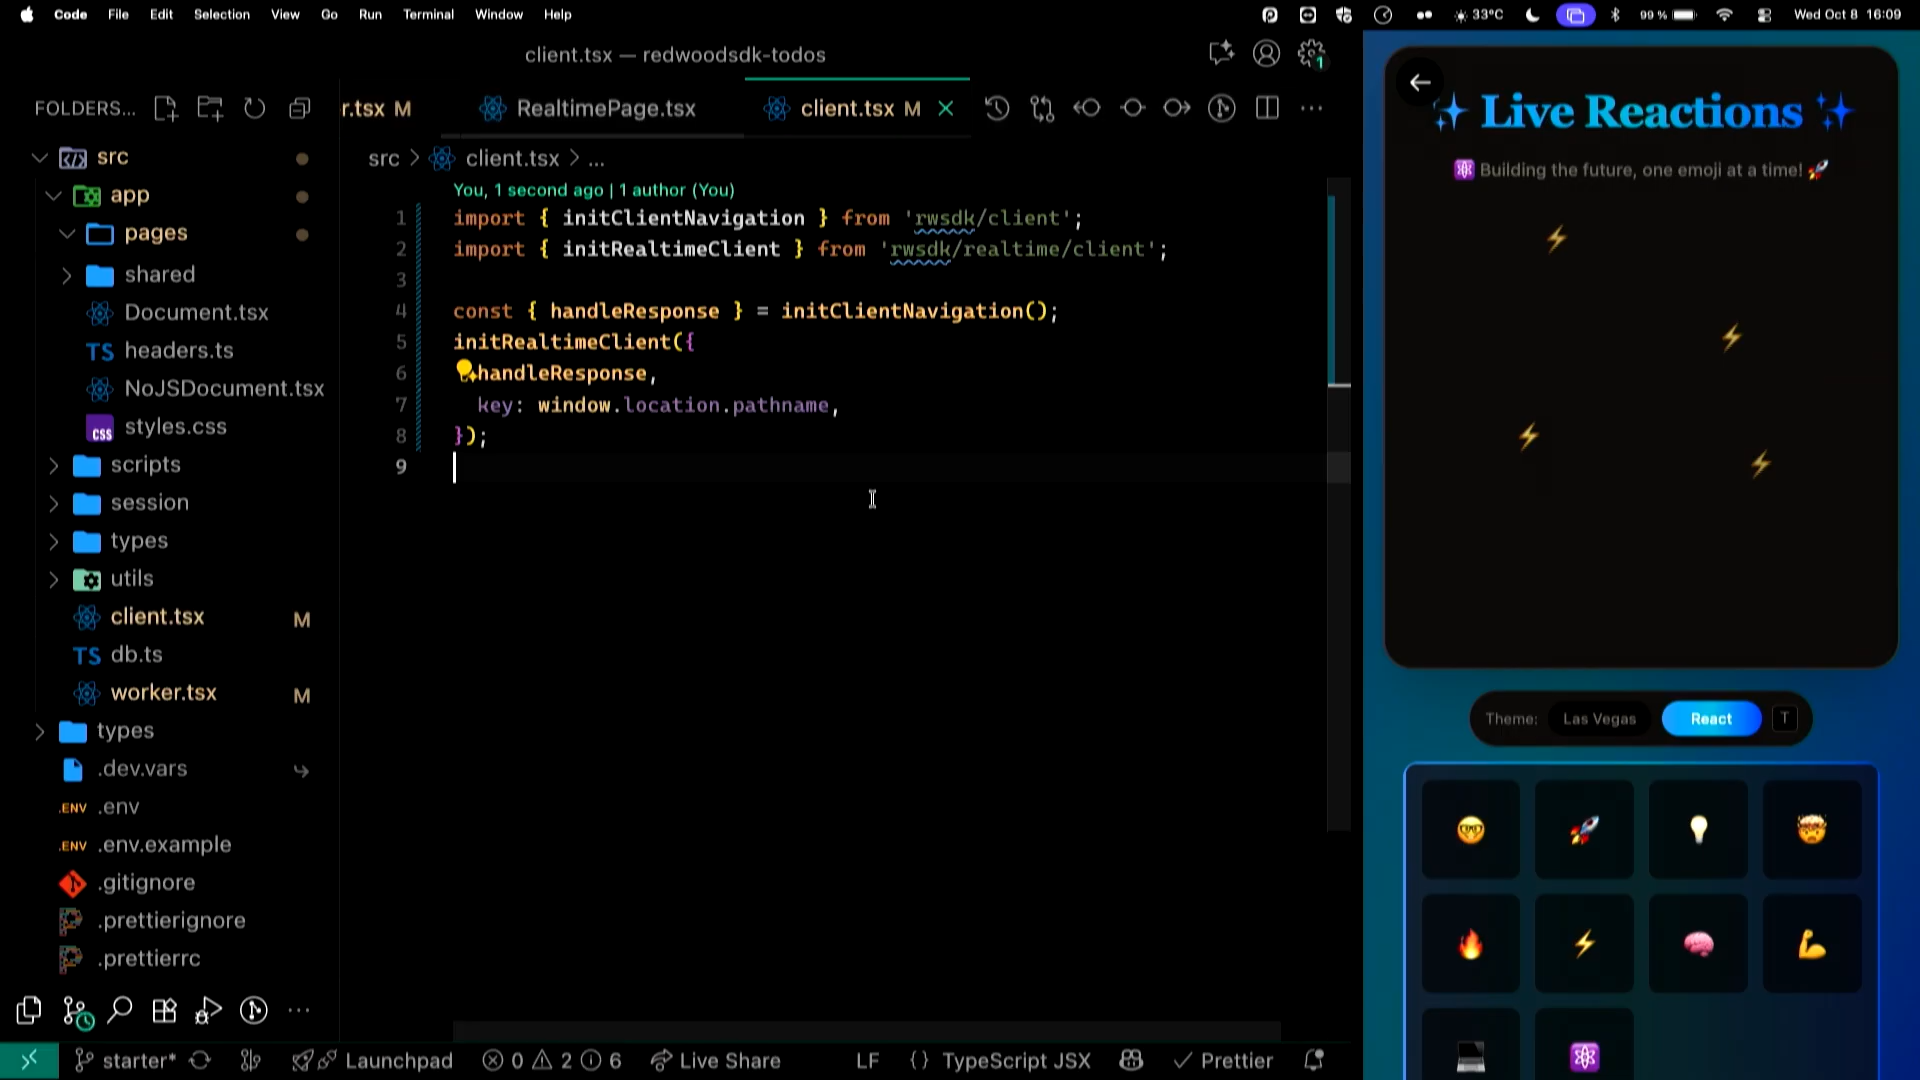 Code File Edit Selection View Go Run Terminal Window Help
33°C
99 %
Wed Oct 8 16:09
client.tsx — redwoodsdk-todos
1
FOLDERS...
r.tsx M
RealtimePage.tsx
client.tsx M
src > client.tsx > ...
You, 1 second ago | 1 author (You)
1 import { initClientNavigation } from 'rwsdk/client';
2 import { initRealtimeClient } from 'rwsdk/realtime/client';
3
4 const { handleResponse } = initClientNavigation();
5 initRealtimeClient({
6 handleResponse,
7 key: window.location.pathname,
8 });
9
src
app
pages
shared
Document.tsx
TS headers.ts
NoJSDocument.tsx
css styles.css
scripts
session
types
utils
client.tsx M
TS db.ts
worker.tsx M
types
.dev.vars
.ENV .env
.ENV .env.example
.gitignore
.prettierignore
.prettierrc
starter*
Launchpad
0 2 6
Live Share
LF
{ } TypeScript JSX
Prettier
Live Reactions
Building the future, one emoji at a time!
Theme: Las Vegas React T